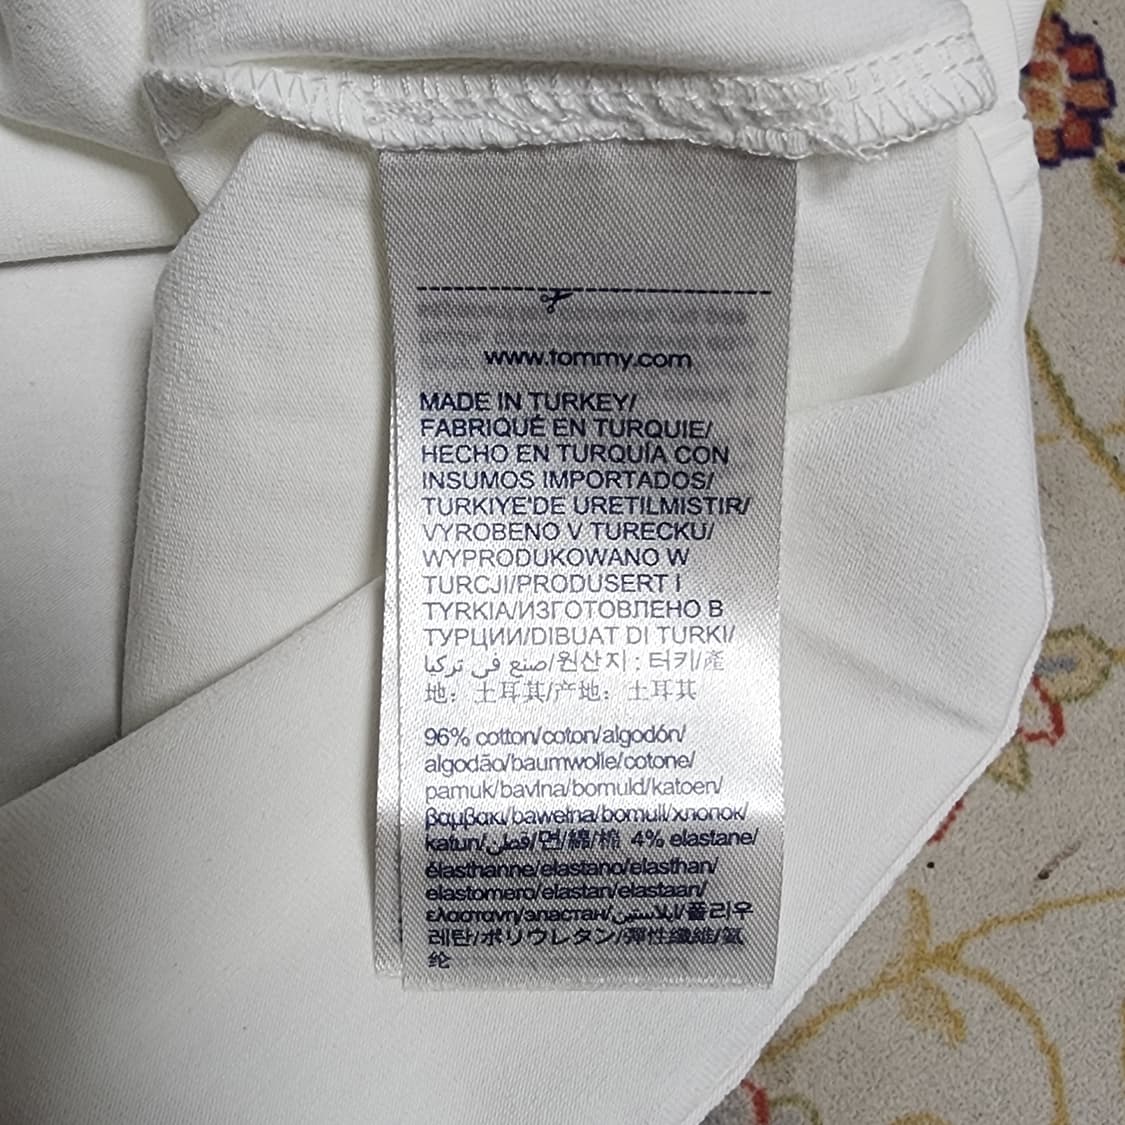 www.tommy.com
MADE IN TURKEY/
FABRIQUÉ EN TURQUIE/
HECHO EN TURQUÍA CON
INSUMOS IMPORTADOS/
TURKIYE'DE URETILMISTIR/
VYROBENO V TURECKU/
WYPRODUKOWANO W
TURCJI/PRODUSERT I
TYRKIA/ИЗГОТОВЛЕНО В
ТУРЦИИ/DIBUAT DI TURKI/
صنع في تركيا/원산지 : 터키/產
地： 土耳其/产地： 土耳其
96% cotton/coton/algodón/
algodão/baumwolle/cotone/
pamuk/bavlna/bomuld/katoen/
βαμβακι/bawełna/bomull/хлопок/
katun/قطن/면/綿/棉 4% elastane/
élasthanne/elastano/elasthan/
elastomero/elastan/elastaan/
ελαστανη/эластан/ايلاستين/폴리우
레탄/ポリウレタン/彈性纖維/氨
纶